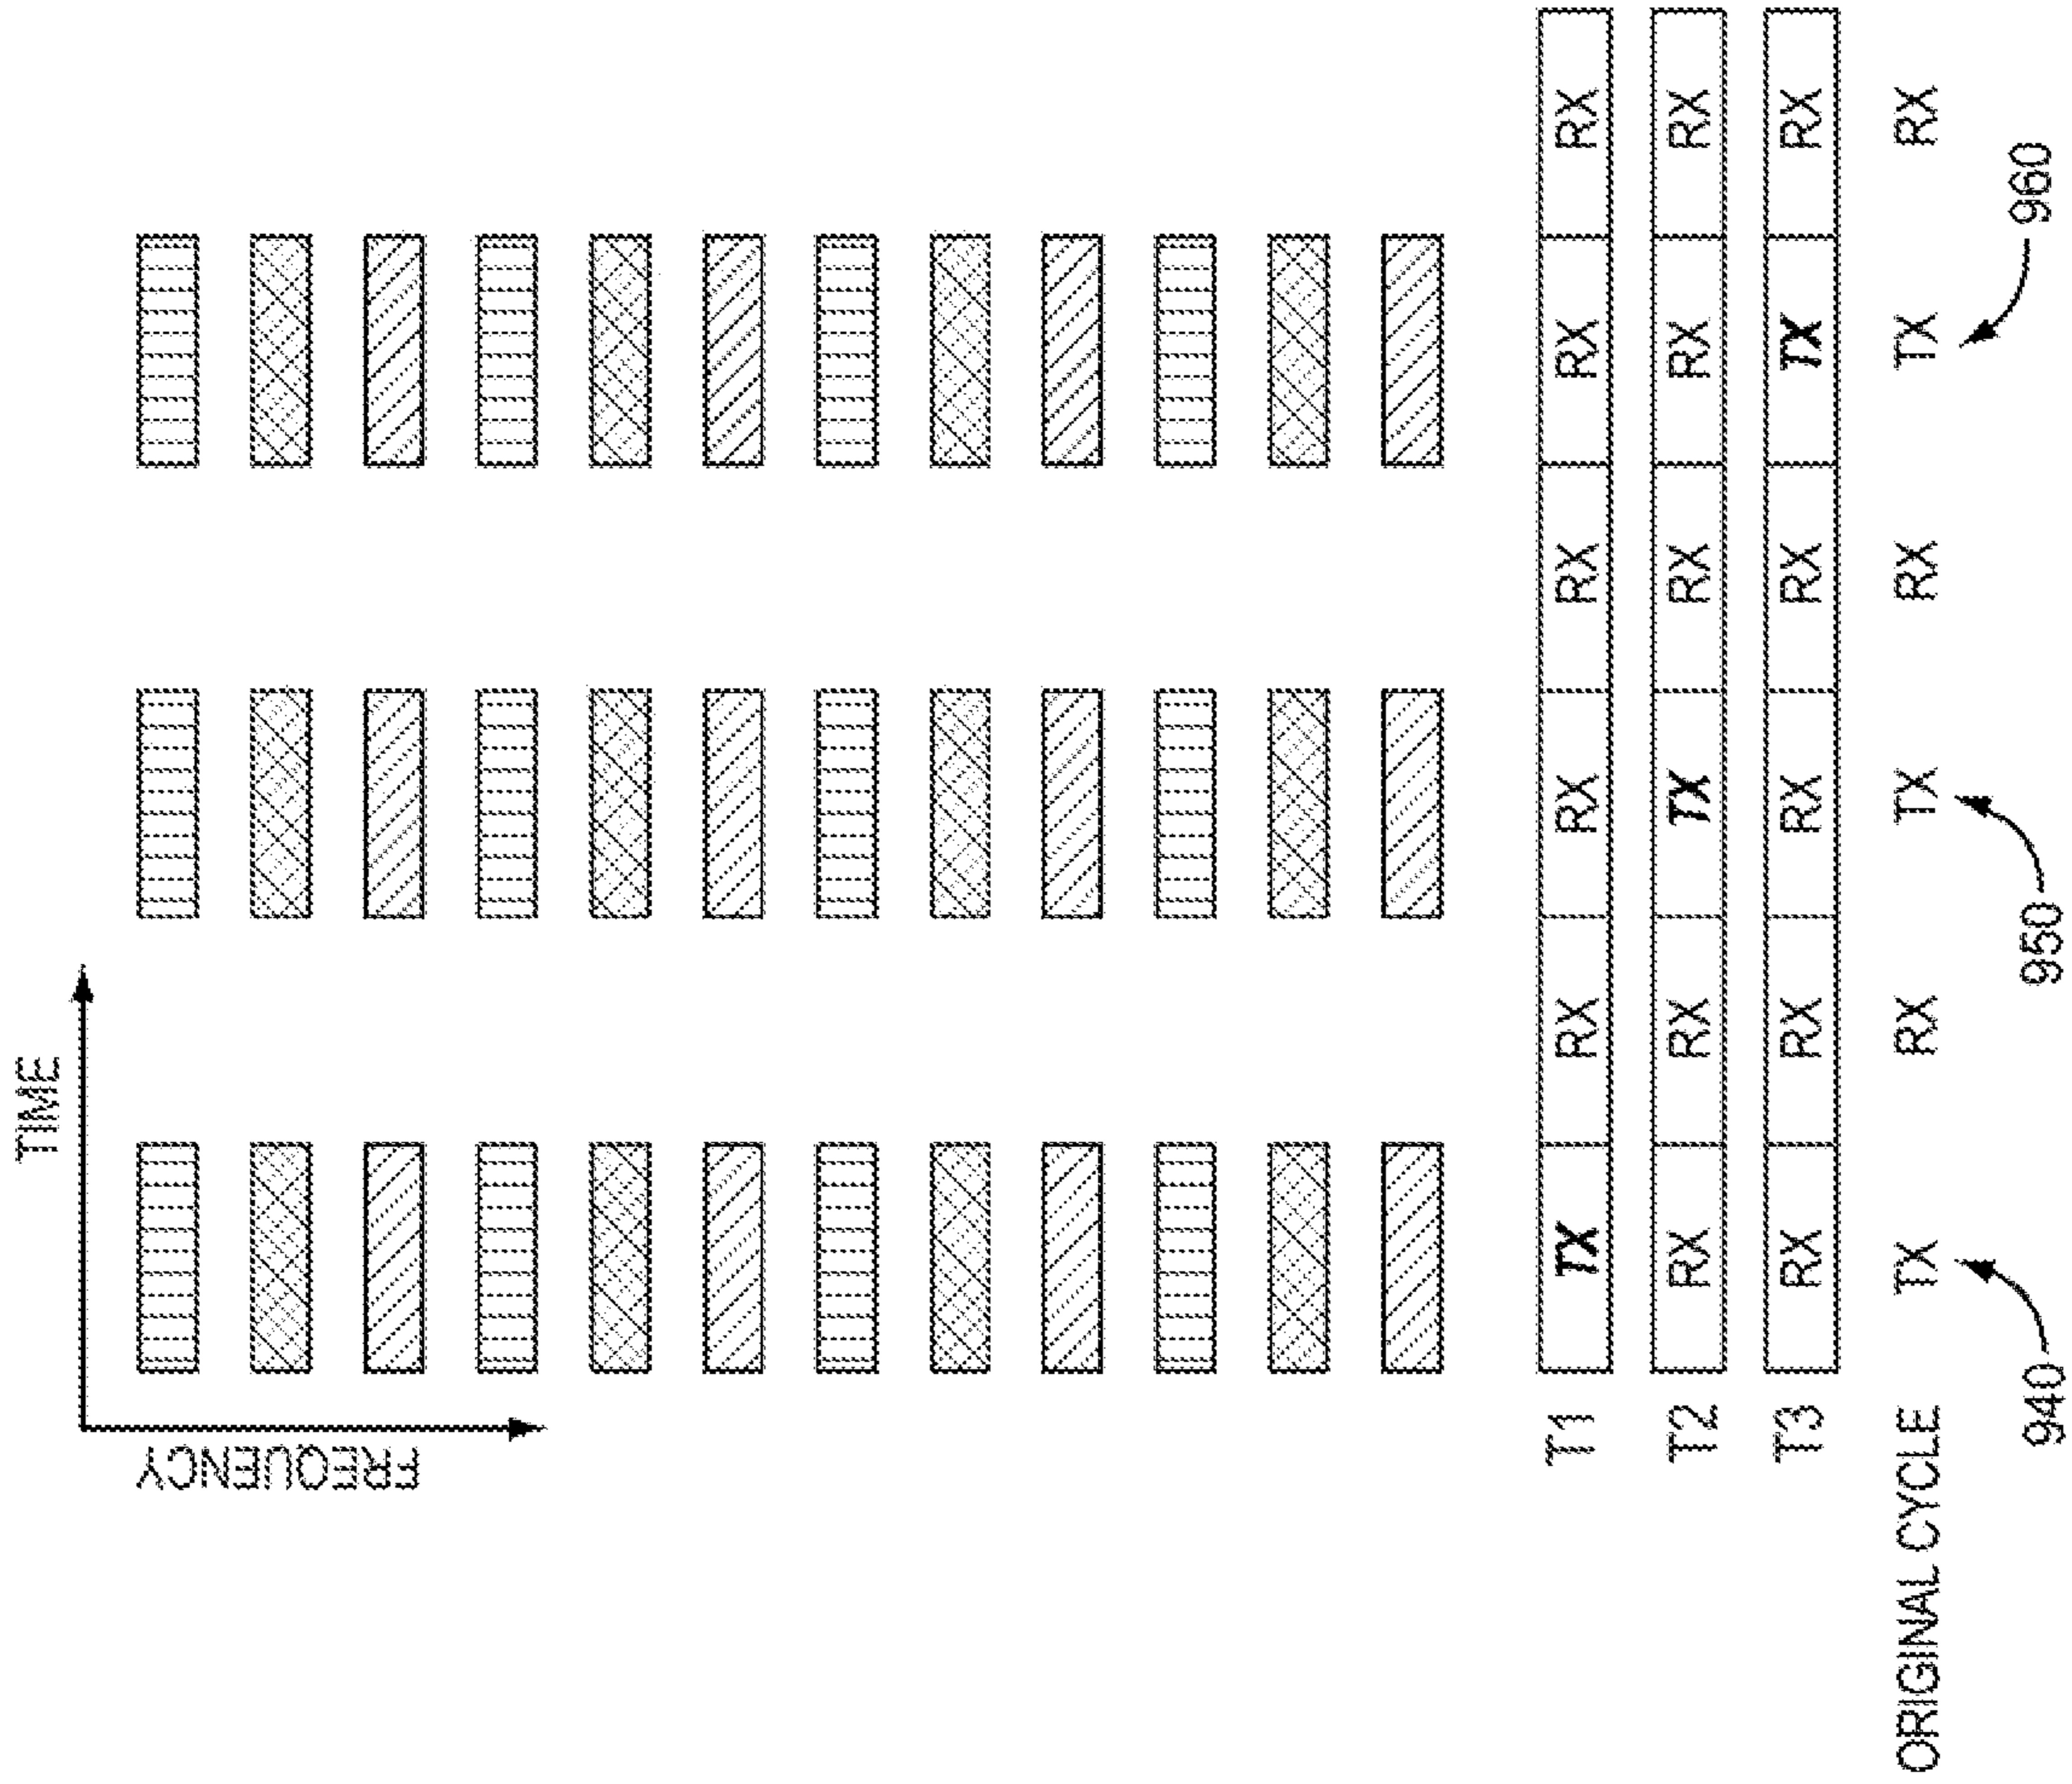 TIME
FREQUENCY
T1 TX RX RX RX RX RX
T2 RX RX TX RX RX RX
T3 RX RX RX RX TX RX
ORIGINAL CYCLE TX RX TX RX TX RX
940 950 960